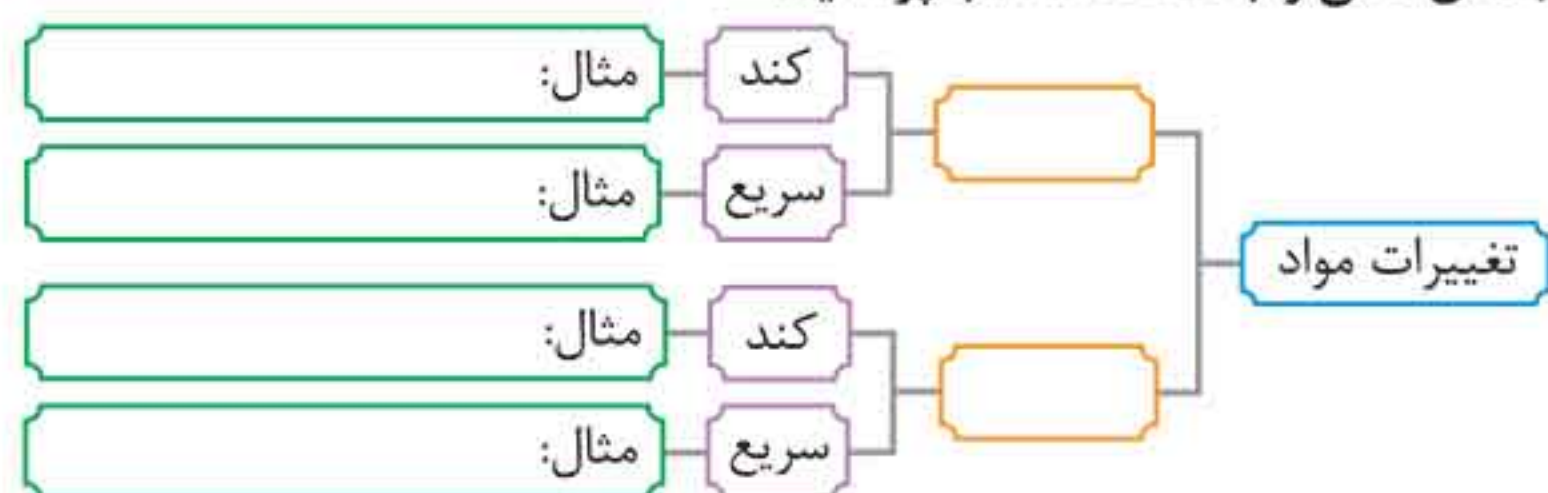 کند
مثال:
سریع
مثال:
تغییرات مواد
کند
مثال:
سریع
مثال: